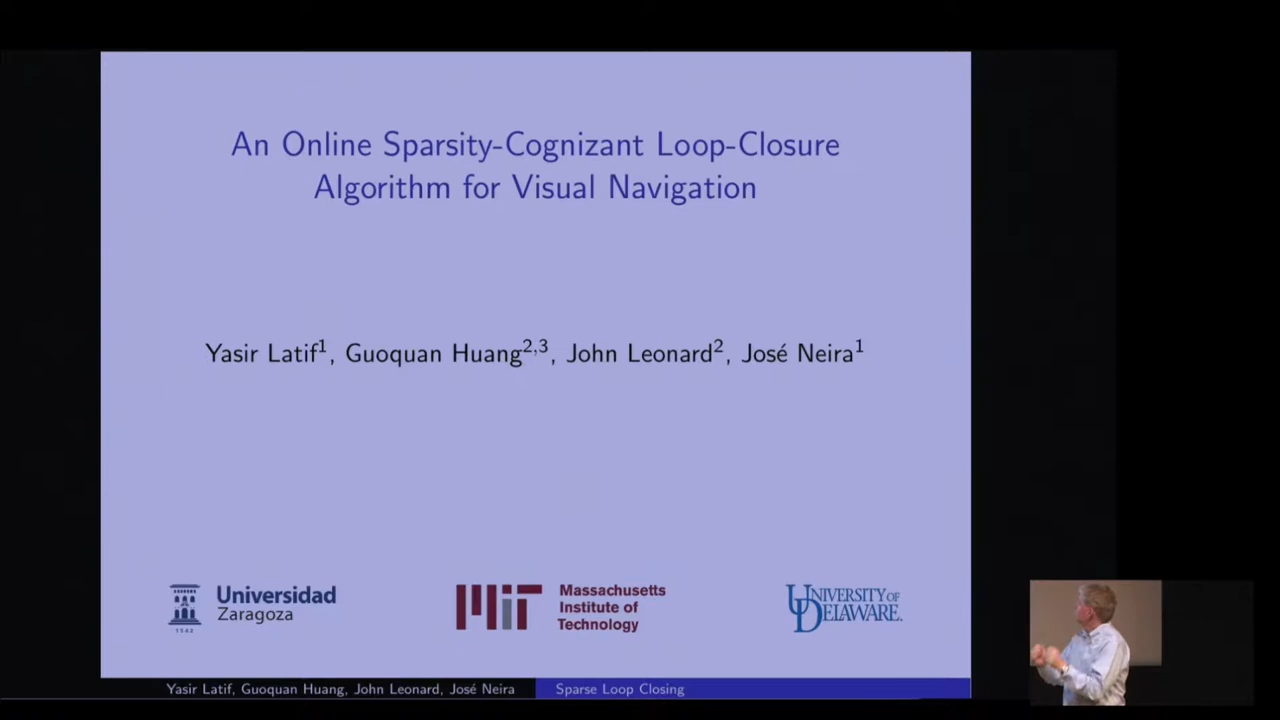 An Online Sparsity-Cognizant Loop-Closure
Algorithm for Visual Navigation
Yasir Latif¹, Guoquan Huang²,³, John Leonard², José Neira¹
Universidad
Zaragoza
1542
MIT
Massachusetts
Institute of
Technology
UNIVERSITY OF
DELAWARE.
Yasir Latif, Guoquan Huang, John Leonard, José Neira
Sparse Loop Closing